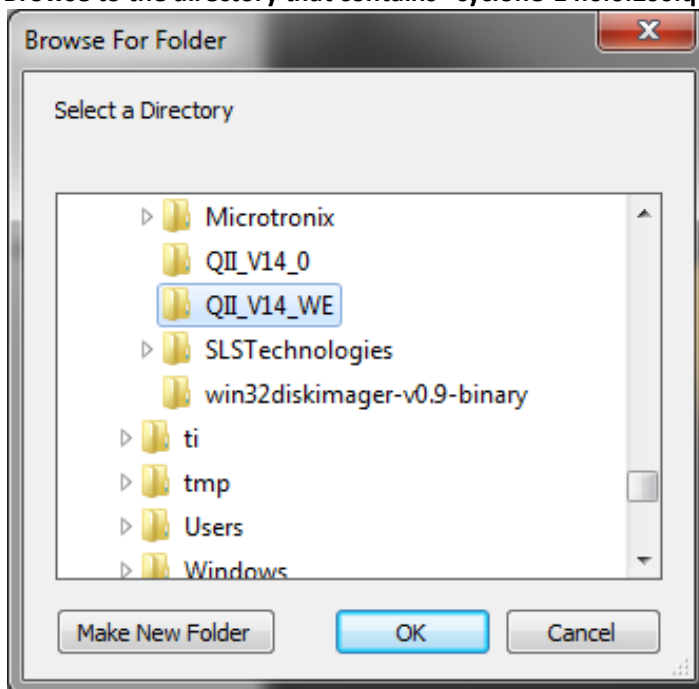 Browse For Folder
Select a Directory
Microtronix
QII_V14_0
QII_V14_WE
SLSTechnologies
win32diskimager-v0.9-binary
ti
tmp
Users
Windows
Make New Folder OK Cancel